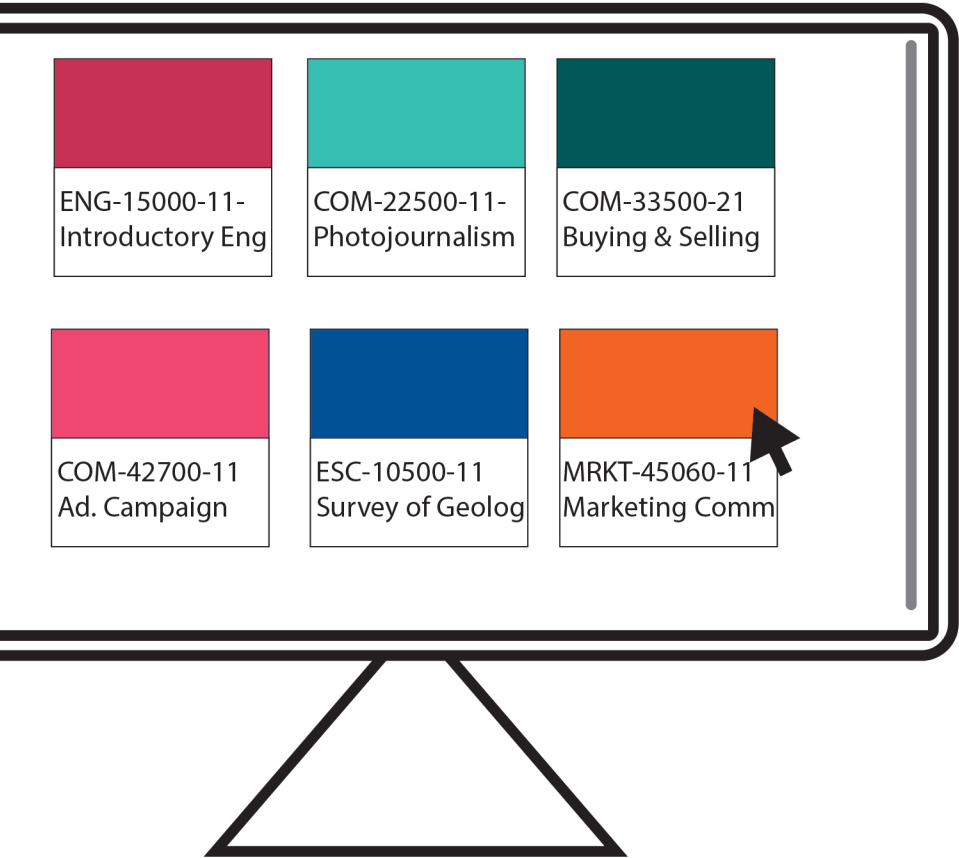 ENG-15000-11-
Introductory Eng
COM-22500-11-
Photojournalism
COM-33500-21
Buying & Selling
COM-42700-11
Ad. Campaign
ESC-10500-11
Survey of Geolog
MRKT-45060-11
Marketing Comm